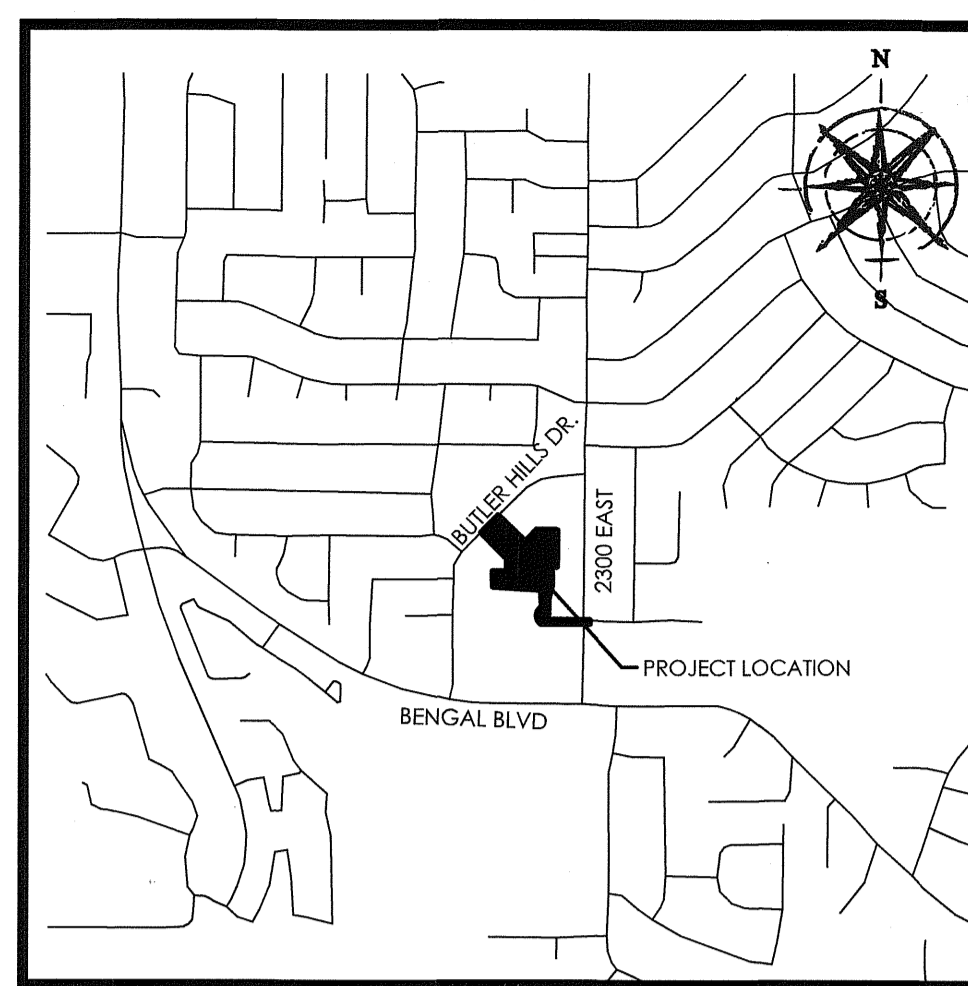 N
S
BUTLER HILLS DR.
2300 EAST
PROJECT LOCATION
BENGAL BLVD